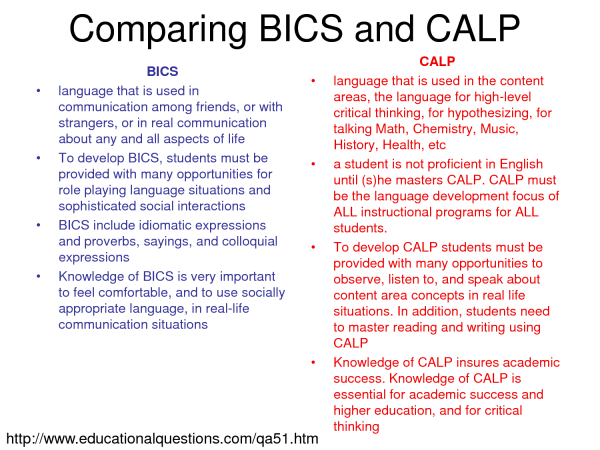 Comparing BICS and CALP
BICS
• language that is used in
communication among friends, or with
strangers, or in real communication
about any and all aspects of life
• To develop BICS, students must be
provided with many opportunities for
role playing language situations and
sophisticated social interactions
• BICS include idiomatic expressions
and proverbs, sayings, and colloquial
expressions
• Knowledge of BICS is very important
to feel comfortable, and to use socially
appropriate language, in real-life
communication situations
CALP
• language that is used in the content
areas, the language for high-level
critical thinking, for hypothesizing, for
talking Math, Chemistry, Music,
History, Health, etc
• a student is not proficient in English
until (s)he masters CALP. CALP must
be the language development focus of
ALL instructional programs for ALL
students.
• To develop CALP students must be
provided with many opportunities to
observe, listen to, and speak about
content area concepts in real life
situations. In addition, students need
to master reading and writing using
CALP
• Knowledge of CALP insures academic
success. Knowledge of CALP is
essential for academic success and
higher education, and for critical
thinking
http://www.educationalquestions.com/qa51.htm